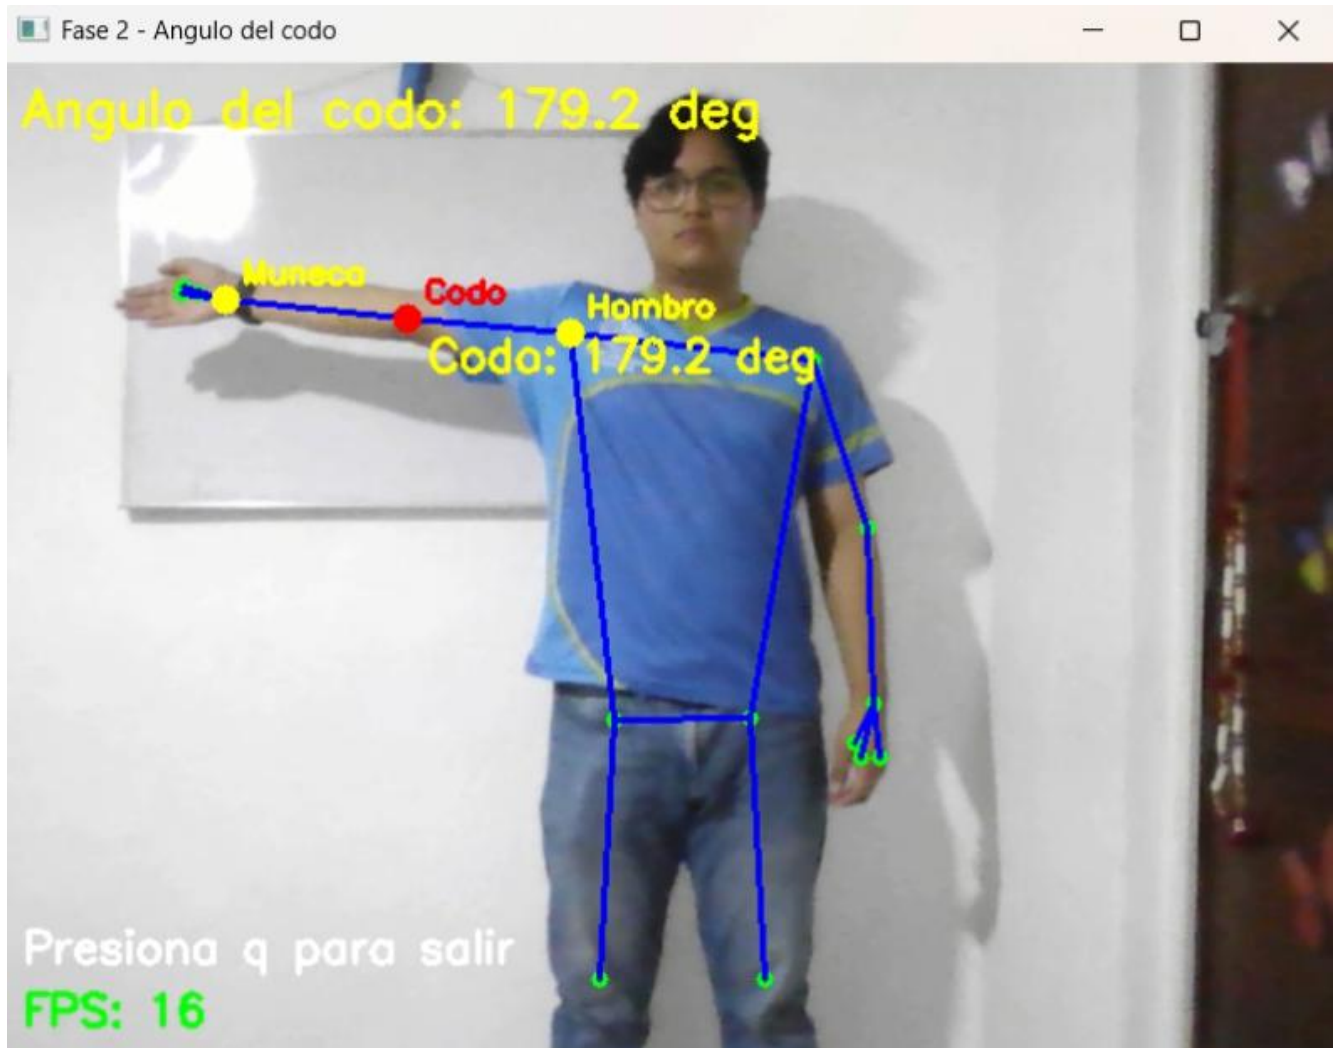 Fase 2 - Angulo del codo
Angulo del codo: 179.2 deg
Muneca
Codo
Hombro
Codo: 179.2 deg
Presiona q para salir
FPS: 16